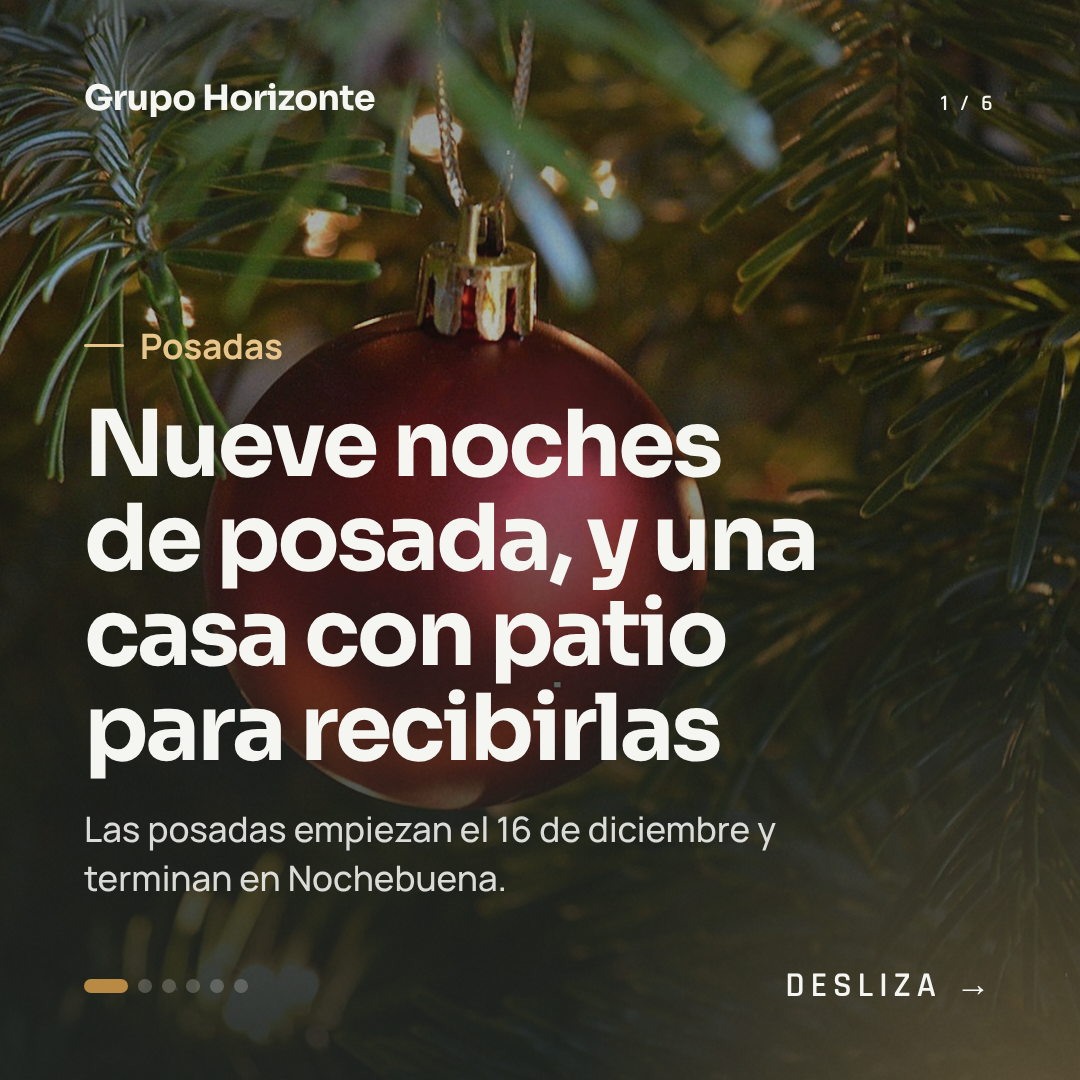 Grupo Horizonte
1 / 6
Posadas
Nueve noches
de posada, y una
casa con patio
para recibirlas
Las posadas empiezan el 16 de diciembre y
terminan en Nochebuena.
DESLIZA →